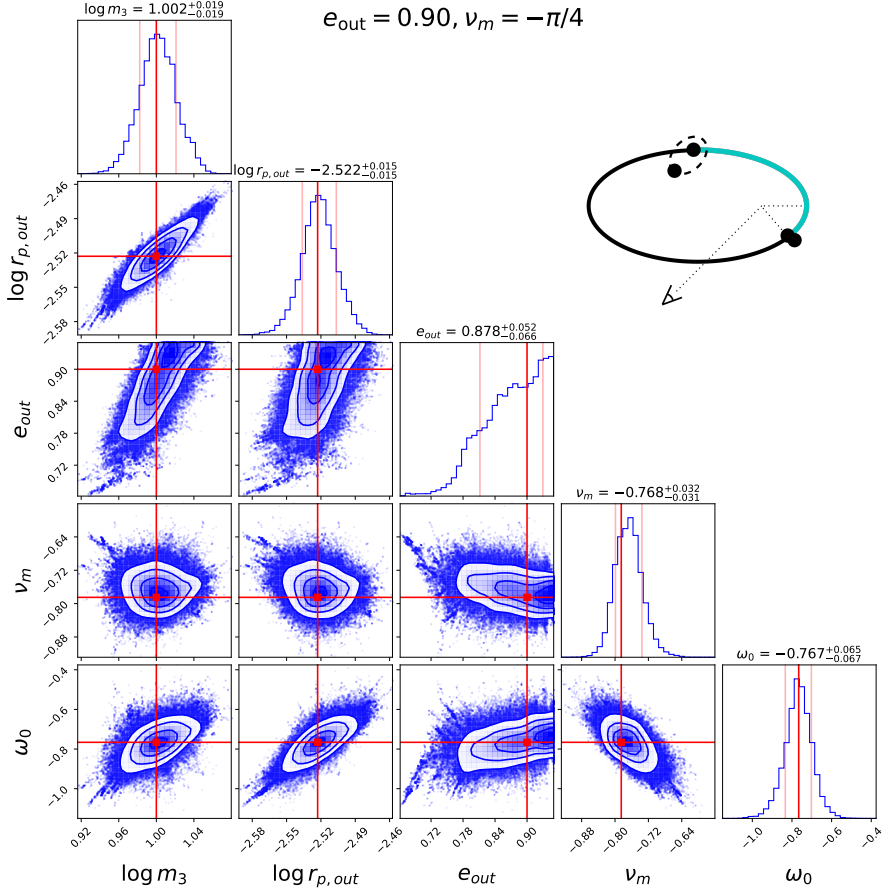 e_out = 0.90, ν_m = −π/4
log m_3 = 1.002^{+0.019}_{−0.019}
log r_{p,out} = −2.522^{+0.015}_{−0.015}
−2.46
−2.49
−2.52
−2.55
−2.58
log r_{p,out}
e_{out} = 0.878^{+0.052}_{−0.066}
0.90
0.84
0.78
0.72
e_{out}
ν_m = −0.768^{+0.032}_{−0.031}
−0.64
−0.72
−0.80
−0.88
ν_m
ω_0 = −0.767^{+0.065}_{−0.067}
−0.4
−0.6
−0.8
−1.0
ω_0
0.92 0.96 1.00 1.04 −2.58 −2.55 −2.52 −2.49 −2.46 0.72 0.78 0.84 0.90 −0.88 −0.80 −0.72 −0.64 −1.0 −0.8 −0.6 −0.4
log m_3 log r_{p,out} e_{out} ν_m ω_0